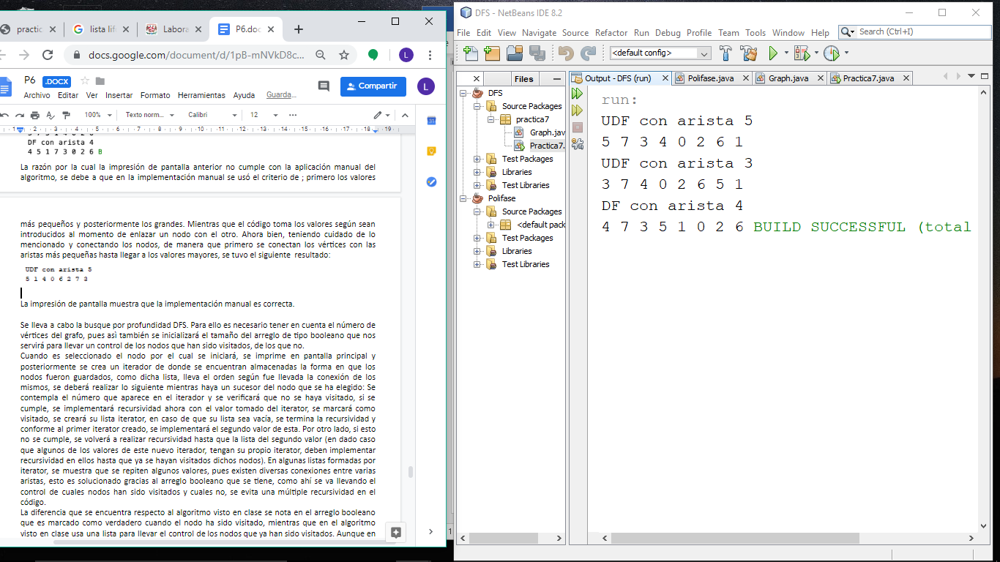 practic
lista lif
Labora
P6.doc
docs.google.com/document/d/1pB-mNVkD8c...
L
P6
.DOCX
Archivo Editar Ver Insertar Formato Herramientas Ayuda Guarda...
Compartir
L
100% Texto norm... Calibri 12
1 2 3 4 5 6 7 8 9 10 11 12 13 14 15 16 17 18 19
DF con arista 4
4 5 1 7 3 0 2 6 B
La razón por la cual la impresión de pantalla anterior no cumple con la aplicación manual del
algoritmo, se debe a que en la implementación manual se usó el criterio de ; primero los valores
más pequeños y posteriormente los grandes. Mientras que el código toma los valores según sean
introducidos al momento de enlazar un nodo con el otro. Ahora bien, teniendo cuidado de lo
mencionado y conectando los nodos, de manera que primero se conectan los vértices con las
aristas más pequeñas hasta llegar a los valores mayores, se tuvo el siguiente resultado:
UDF con arista 5
5 1 4 0 6 2 7 3
La impresión de pantalla muestra que la implementación manual es correcta.
Se lleva a cabo la busque por profundidad DFS. Para ello es necesario tener en cuenta el número de
vértices del grafo, pues asì también se inicializará el tamaño del arreglo de tipo booleano que nos
servirá para llevar un control de los nodos que han sido visitados, de los que no.
Cuando es seleccionado el nodo por el cual se iniciará, se imprime en pantalla principal y
posteriormente se crea un iterador de donde se encuentran almacenadas la forma en que los
nodos fueron guardados, como dicha lista, lleva el orden según fue llevada la conexión de los
mismos, se deberá realizar lo siguiente mientras haya un sucesor del nodo que se ha elegido: Se
contempla el número que aparece en el iterador y se verificará que no se haya visitado, si se
cumple, se implementará recursividad ahora con el valor tomado del iterator, se marcará como
visitado, se creará su lista iterator, en caso de que su lista sea vacía, se termina la recursividad y
conforme al primer iterator creado, se implementará el segundo valor de esta. Por otro lado, si esto
no se cumple, se volverá a realizar recursividad hasta que la lista del segundo valor (en dado caso
que algunos de los valores de este nuevo iterador, tengan su propio iterator, deben implementar
recursividad en ellos hasta que ya se hayan visitados dichos nodos). En algunas listas formadas por
iterator, se muestra que se repiten algunos valores, pues existen diversas conexiones entre varias
aristas, esto es solucionado gracias al arreglo booleano que se tiene, como ahí se va llevando el
control de cuales nodos han sido visitados y cuales no, se evita una múltiple recursividad en el
código.
La diferencia que se encuentra respecto al algoritmo visto en clase se nota en el arreglo booleano
que es marcado como verdadero cuando el nodo ha sido visitado, mientras que en el algoritmo
visto en clase usa una lista para llevar el control de los nodos que ya han sido visitados. Aunque en
DFS - NetBeans IDE 8.2
File Edit View Navigate Source Refactor Run Debug Profile Team Tools Window Help
Search (Ctrl+I)
<default config>
Files
DFS
Source Packages
practica7
Graph.jav
Practica7.
Test Packages
Libraries
Test Libraries
Polifase
Source Packages
<default pack
Test Packages
Libraries
Test Libraries
Output - DFS (run)
Polifase.java
Graph.java
Practica7.java
run:
UDF con arista 5
5 7 3 4 0 2 6 1
UDF con arista 3
3 7 4 0 2 6 5 1
DF con arista 4
4 7 3 5 1 0 2 6 BUILD SUCCESSFUL (total